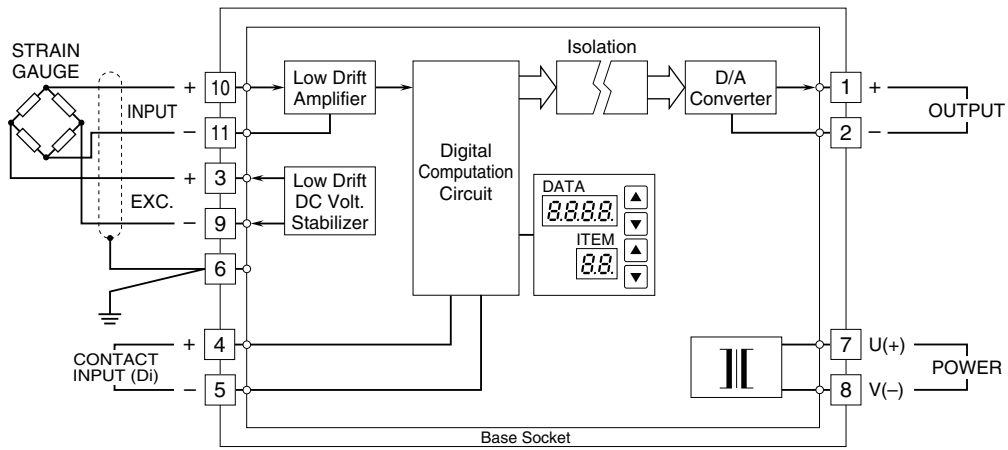 STRAIN
GAUGE
INPUT
+
10
−
11
EXC.
+
3
−
9
6
CONTACT
INPUT (Di)
+
4
−
5
Low Drift
Amplifier
Low Drift
DC Volt.
Stabilizer
Digital
Computation
Circuit
Isolation
D/A
Converter
DATA
8.8.8.8.
▲
▼
ITEM
8.8.
▲
▼
1
+
2
−
OUTPUT
7
U(+)
8
V(−)
POWER
Base Socket